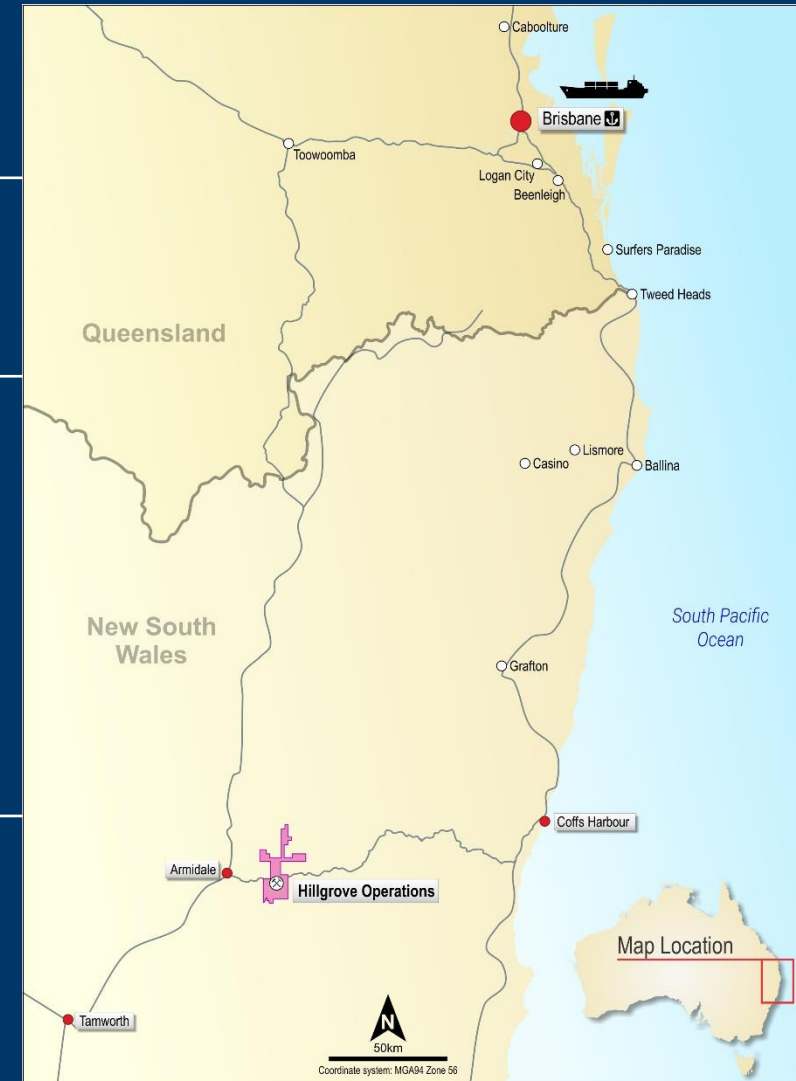 Caboolture
Brisbane
Toowoomba
Logan City
Beenleigh
Surfers Paradise
Tweed Heads
Queensland
Lismore
Casino
Ballina
New South
Wales
South Pacific
Ocean
Grafton
Coffs Harbour
Armidale
Hillgrove Operations
Map Location
Tamworth
N
50km
Coordinate system: MGA94 Zone 56